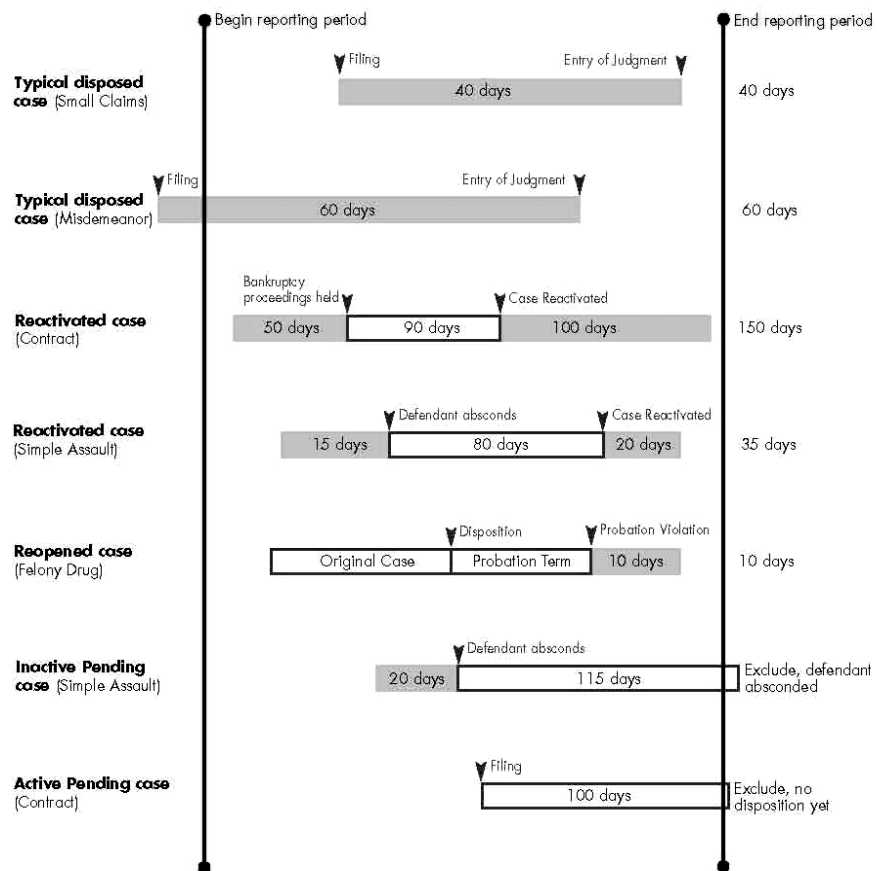 Begin reporting period
End reporting period
Filing
Entry of Judgment
Typical disposed
case (Small Claims)
40 days
40 days
Filing
Entry of Judgment
Typical disposed
case (Misdemeanor)
60 days
60 days
Bankruptcy
proceedings held
Case Reactivated
Reactivated case
(Contract)
50 days
90 days
100 days
150 days
Defendant absconds
Case Reactivated
Reactivated case
(Simple Assault)
15 days
80 days
20 days
35 days
Disposition
Probation Violation
Reopened case
(Felony Drug)
Original Case
Probation Term
10 days
10 days
Defendant absconds
Inactive Pending
case (Simple Assault)
20 days
115 days
Exclude, defendant
absconded
Filing
Active Pending case
(Contract)
100 days
Exclude, no
disposition yet